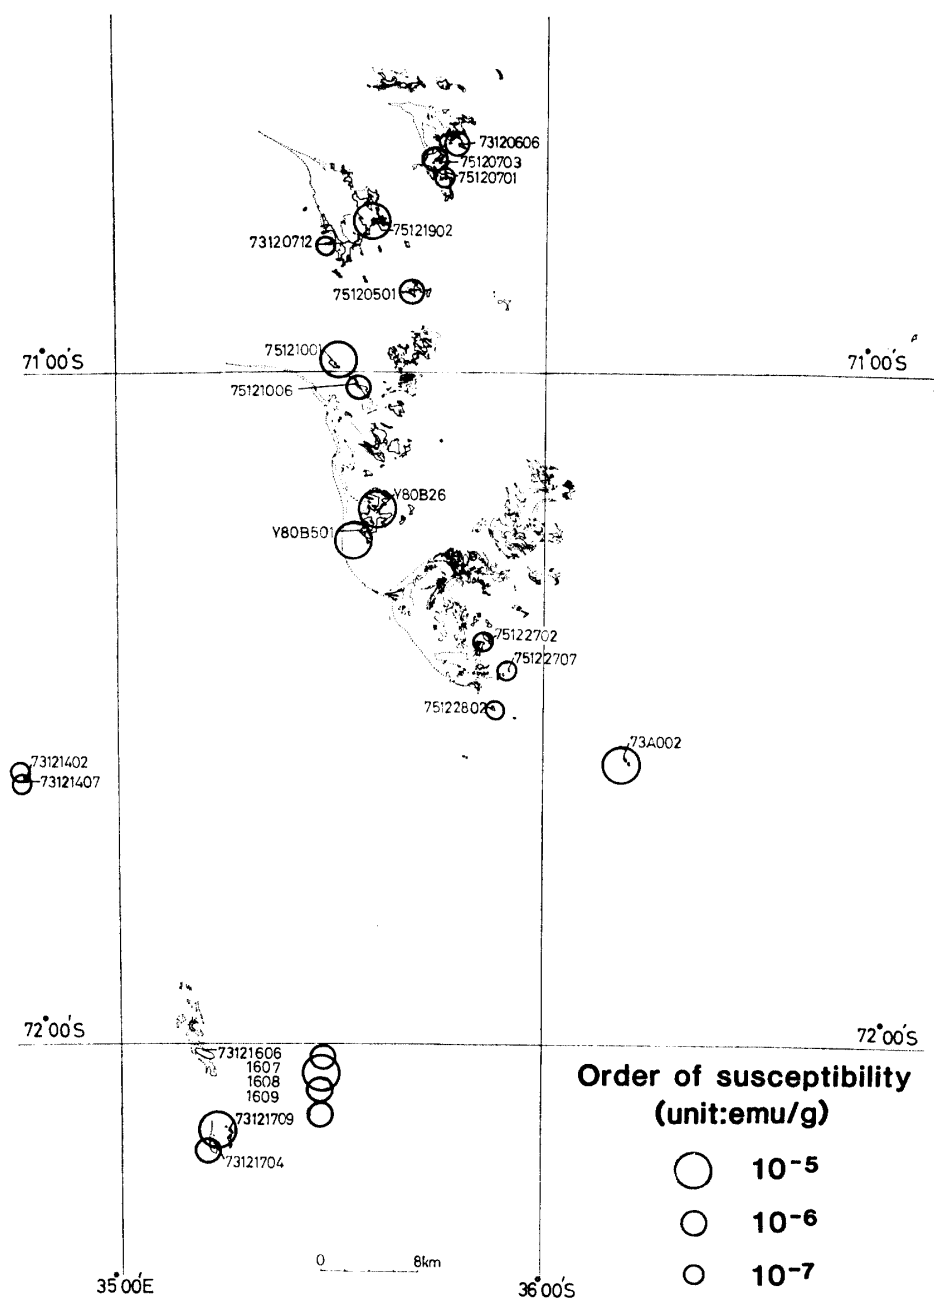 73120606
75120703
75120701
75121902
73120712
75120501
75121001
71°00'S
71°00'S
75121006
Y80B26
Y80B501
75122702
75122707
75122802
73A002
73121402
73121407
72°00'S
72°00'S
73121606
1607
1608
1609
73121709
73121704
Order of susceptibility
(unit:emu/g)
10⁻⁵
10⁻⁶
10⁻⁷
0 8km
35°00'E
36°00'S